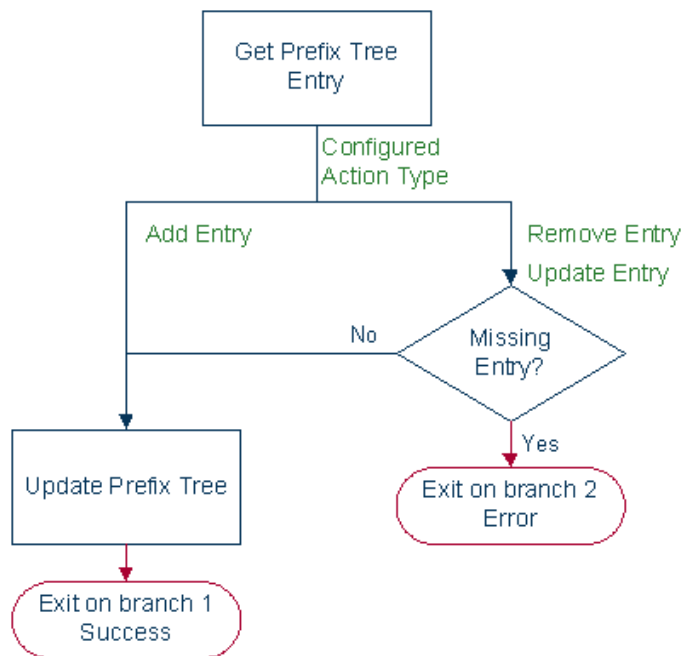 Get Prefix Tree
Entry
Configured
Action Type
Add Entry
Remove Entry
Update Entry
No
Missing
Entry?
Yes
Update Prefix Tree
Exit on branch 2
Error
Exit on branch 1
Success